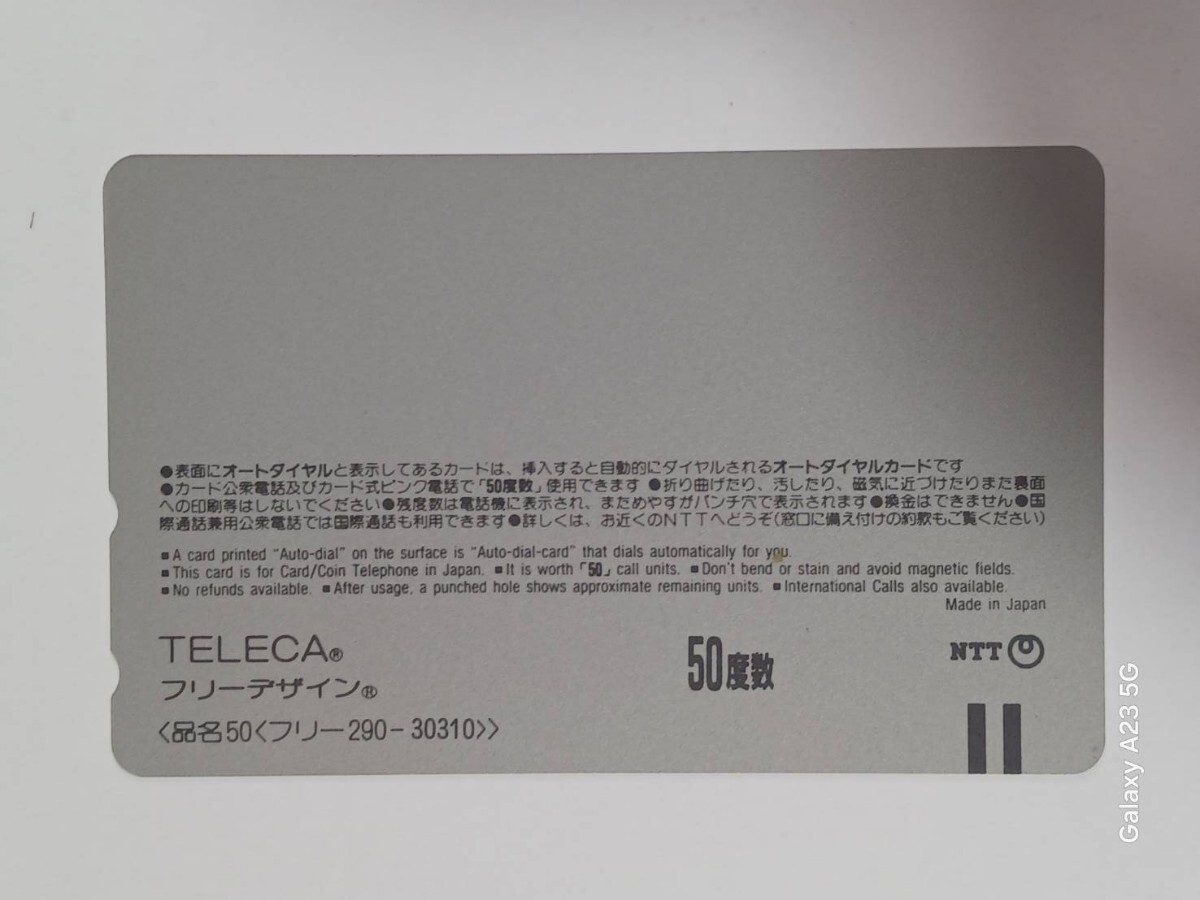 ●表面にオートダイヤルと表示してあるカードは、挿入すると自動的にダイヤルされるオートダイヤルカードです
●カード公衆電話及びカード式ピンク電話で「50度数」使用できます ●折り曲げたり、汚したり、磁気に近づけたりまた裏面
への印刷等はしないでください●残度数は電話機に表示され、まためやすがパンチ穴で表示されます●換金はできません●国
際通話兼用公衆電話では国際通話も利用できます●詳しくは、お近くのNTTへどうぞ(窓口に備え付けの約款もご覧ください)
■A card printed "Auto-dial" on the surface is "Auto-dial-card" that dials automatically for you.
■This card is for Card/Coin Telephone in Japan. ■It is worth「50」call units. ■Don't bend or stain and avoid magnetic fields.
■No refunds available. ■After usage, a punched hole shows approximate remaining units. ■International Calls also available.
Made in Japan
TELECA®
フリーデザイン®
50度数
NTT
〈品名50〈フリー290-30310〉〉
Galaxy A23 5G